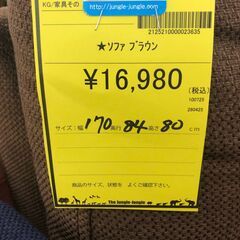 KG/家具その
http://jungle-jungle.com
2125210000023635
★ソファ ブラウン
¥16,980
(税込)
100725
280425
サイズ:幅 170 奥行 84 高さ 80 cm
商品のサイズ、状態を よくご確認下さい。
The Jungle-Jungle